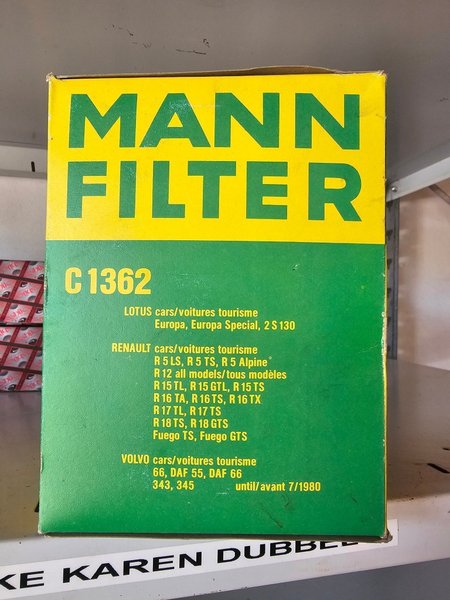 MANN
FILTER
C 1362
LOTUS cars/voitures tourisme
Europa, Europa Special, 2 S 130
RENAULT cars/voitures tourisme
R 5 LS, R 5 TS, R 5 Alpine*
R 12 all models/tous modèles
R 15 TL, R 15 GTL, R 15 TS
R 16 TA, R 16 TS, R 16 TX
R 17 TL, R 17 TS
R 18 TS, R 18 GTS
Fuego TS, Fuego GTS
VOLVO cars/voitures tourisme
66, DAF 55, DAF 66
343, 345 until/avant 7/1980
KAREN